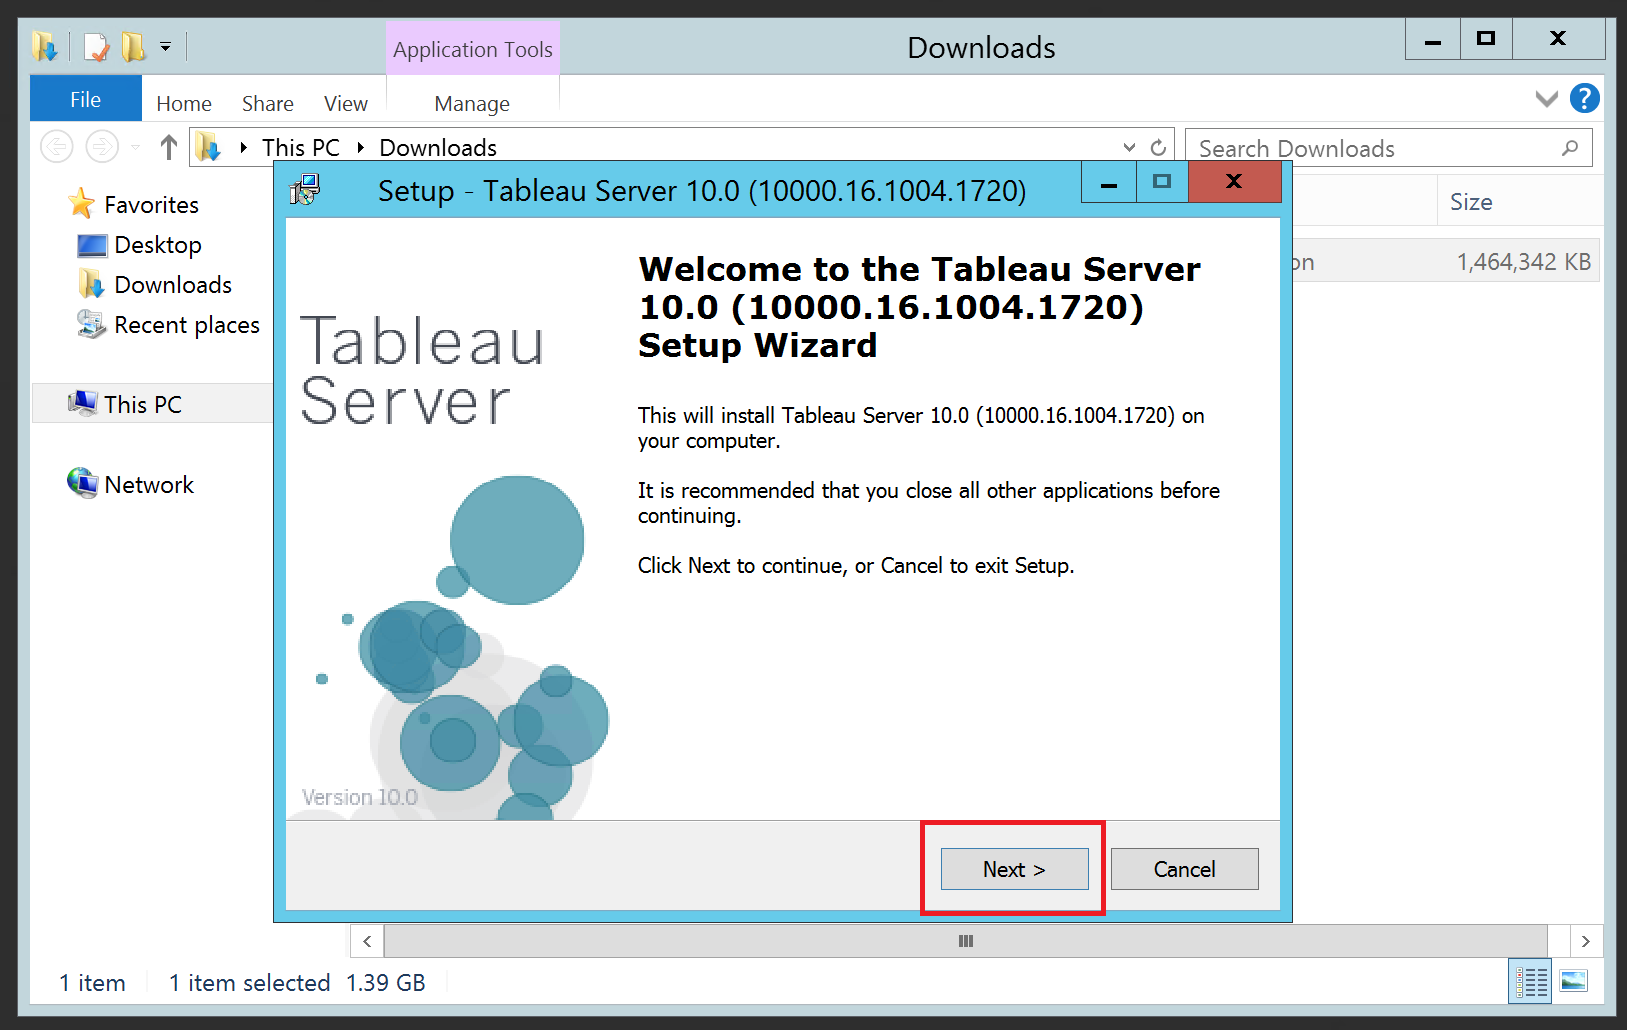 Application Tools
Downloads
File
Home
Share
View
Manage
?
This PC
Downloads
Search Downloads
Favorites
Desktop
Downloads
Recent places
This PC
Network
Size
on
1,464,342 KB
Setup - Tableau Server 10.0 (10000.16.1004.1720)
Tableau
Server
Version 10.0
Welcome to the Tableau Server
10.0 (10000.16.1004.1720)
Setup Wizard
This will install Tableau Server 10.0 (10000.16.1004.1720) on
your computer.
It is recommended that you close all other applications before
continuing.
Click Next to continue, or Cancel to exit Setup.
Next >
Cancel
1 item
1 item selected 1.39 GB